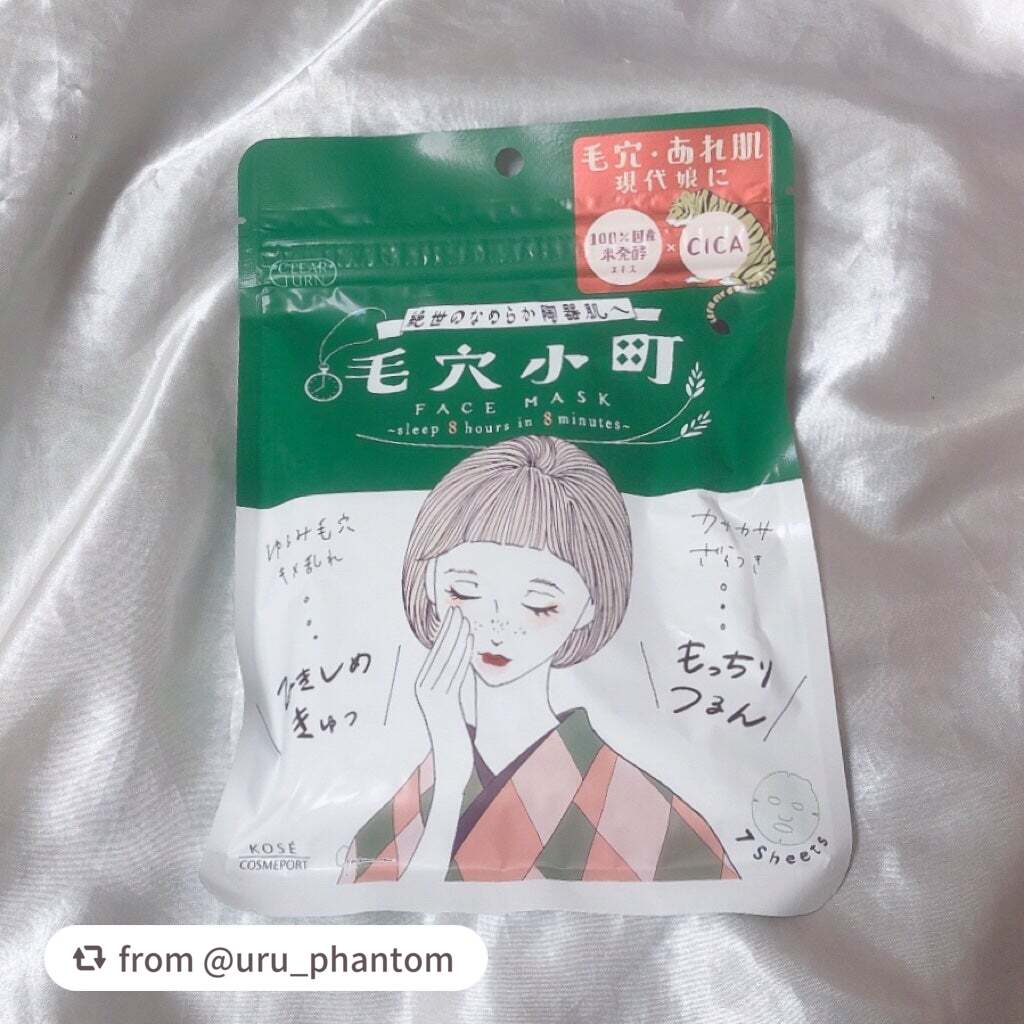 毛穴・あれ肌
現代娘に
100%国産
米発酵
エキス
×
CICA
CLEAR
TURN
絶世のなめらか陶器肌へ
毛穴小町
FACE MASK
~sleep 8 hours in 8 minutes~
ゆるみ毛穴
キメ乱れ
ひきしめ
きゅっ
カサカサ
ざらつき
もっちり
つるん
7 Sheets
KOSÉ
COSMEPORT
from @uru_phantom